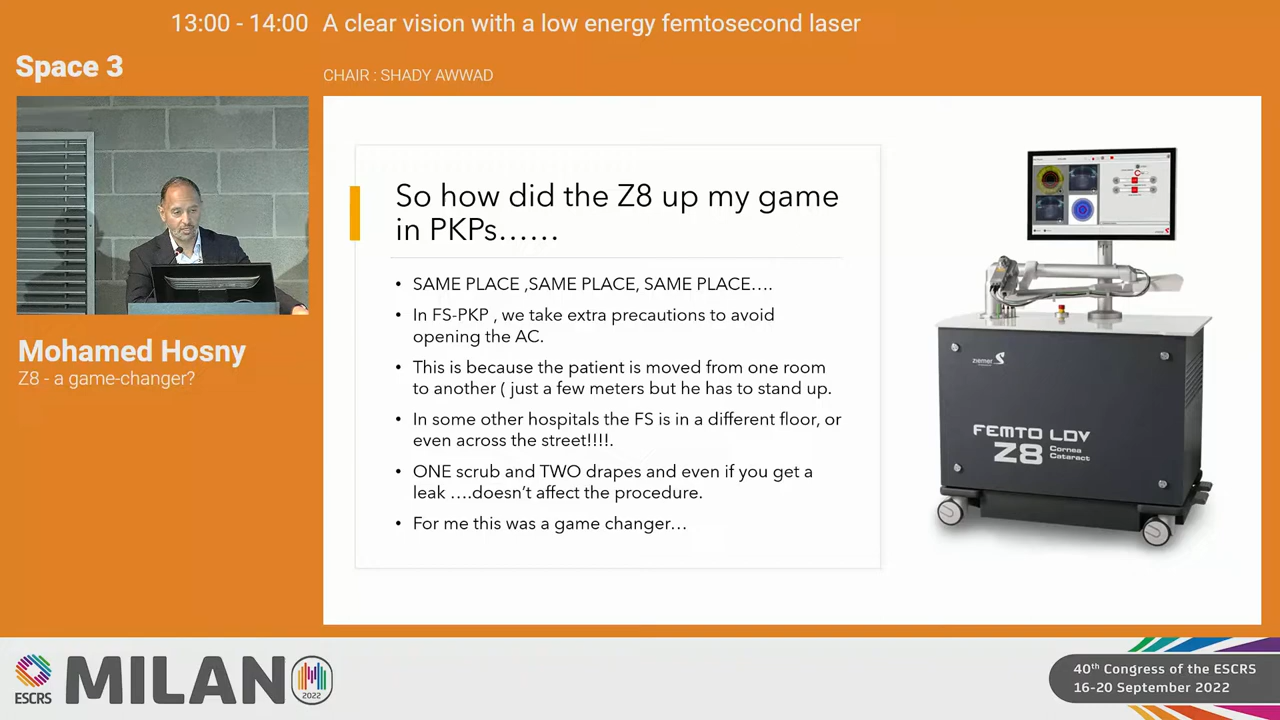 13:00 - 14:00 A clear vision with a low energy femtosecond laser
Space 3
CHAIR : SHADY AWWAD
Mohamed Hosny
Z8 - a game-changer?
So how did the Z8 up my game
in PKPs……
• SAME PLACE ,SAME PLACE, SAME PLACE….
• In FS-PKP , we take extra precautions to avoid
opening the AC.
• This is because the patient is moved from one room
to another ( just a few meters but he has to stand up.
• In some other hospitals the FS is in a different floor, or
even across the street!!!!.
• ONE scrub and TWO drapes and even if you get a
leak ….doesn’t affect the procedure.
• For me this was a game changer…
ziemer
FEMTO LDV
Z8 Cornea
Cataract
ESCRS
MILANO
2022
40th Congress of the ESCRS
16-20 September 2022